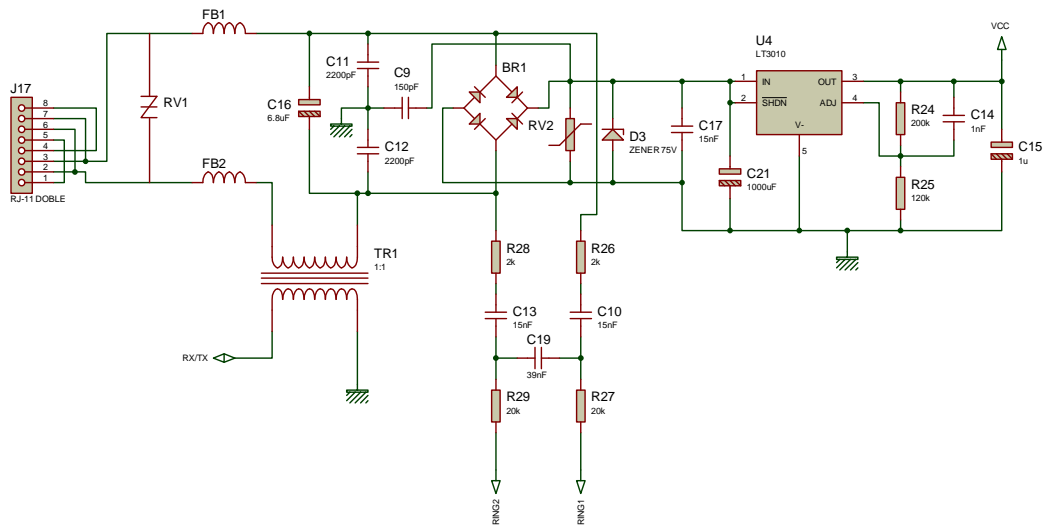 J17
8
7
6
5
4
3
2
1
RJ-11 DOBLE
RV1
FB1
FB2
C16
6.8uF
C11
2200pF
C12
2200pF
C9
150pF
BR1
RV2
D3
ZENER 75V
C17
15nF
C21
1000uF
U4
LT3010
1
IN
OUT
3
2
SHDN
ADJ
4
V-
5
VCC
R24
200k
C14
1nF
C15
1u
R25
120k
TR1
1:1
RX/TX
R28
2k
R26
2k
C13
15nF
C10
15nF
C19
39nF
R29
20k
R27
20k
RING2
RING1